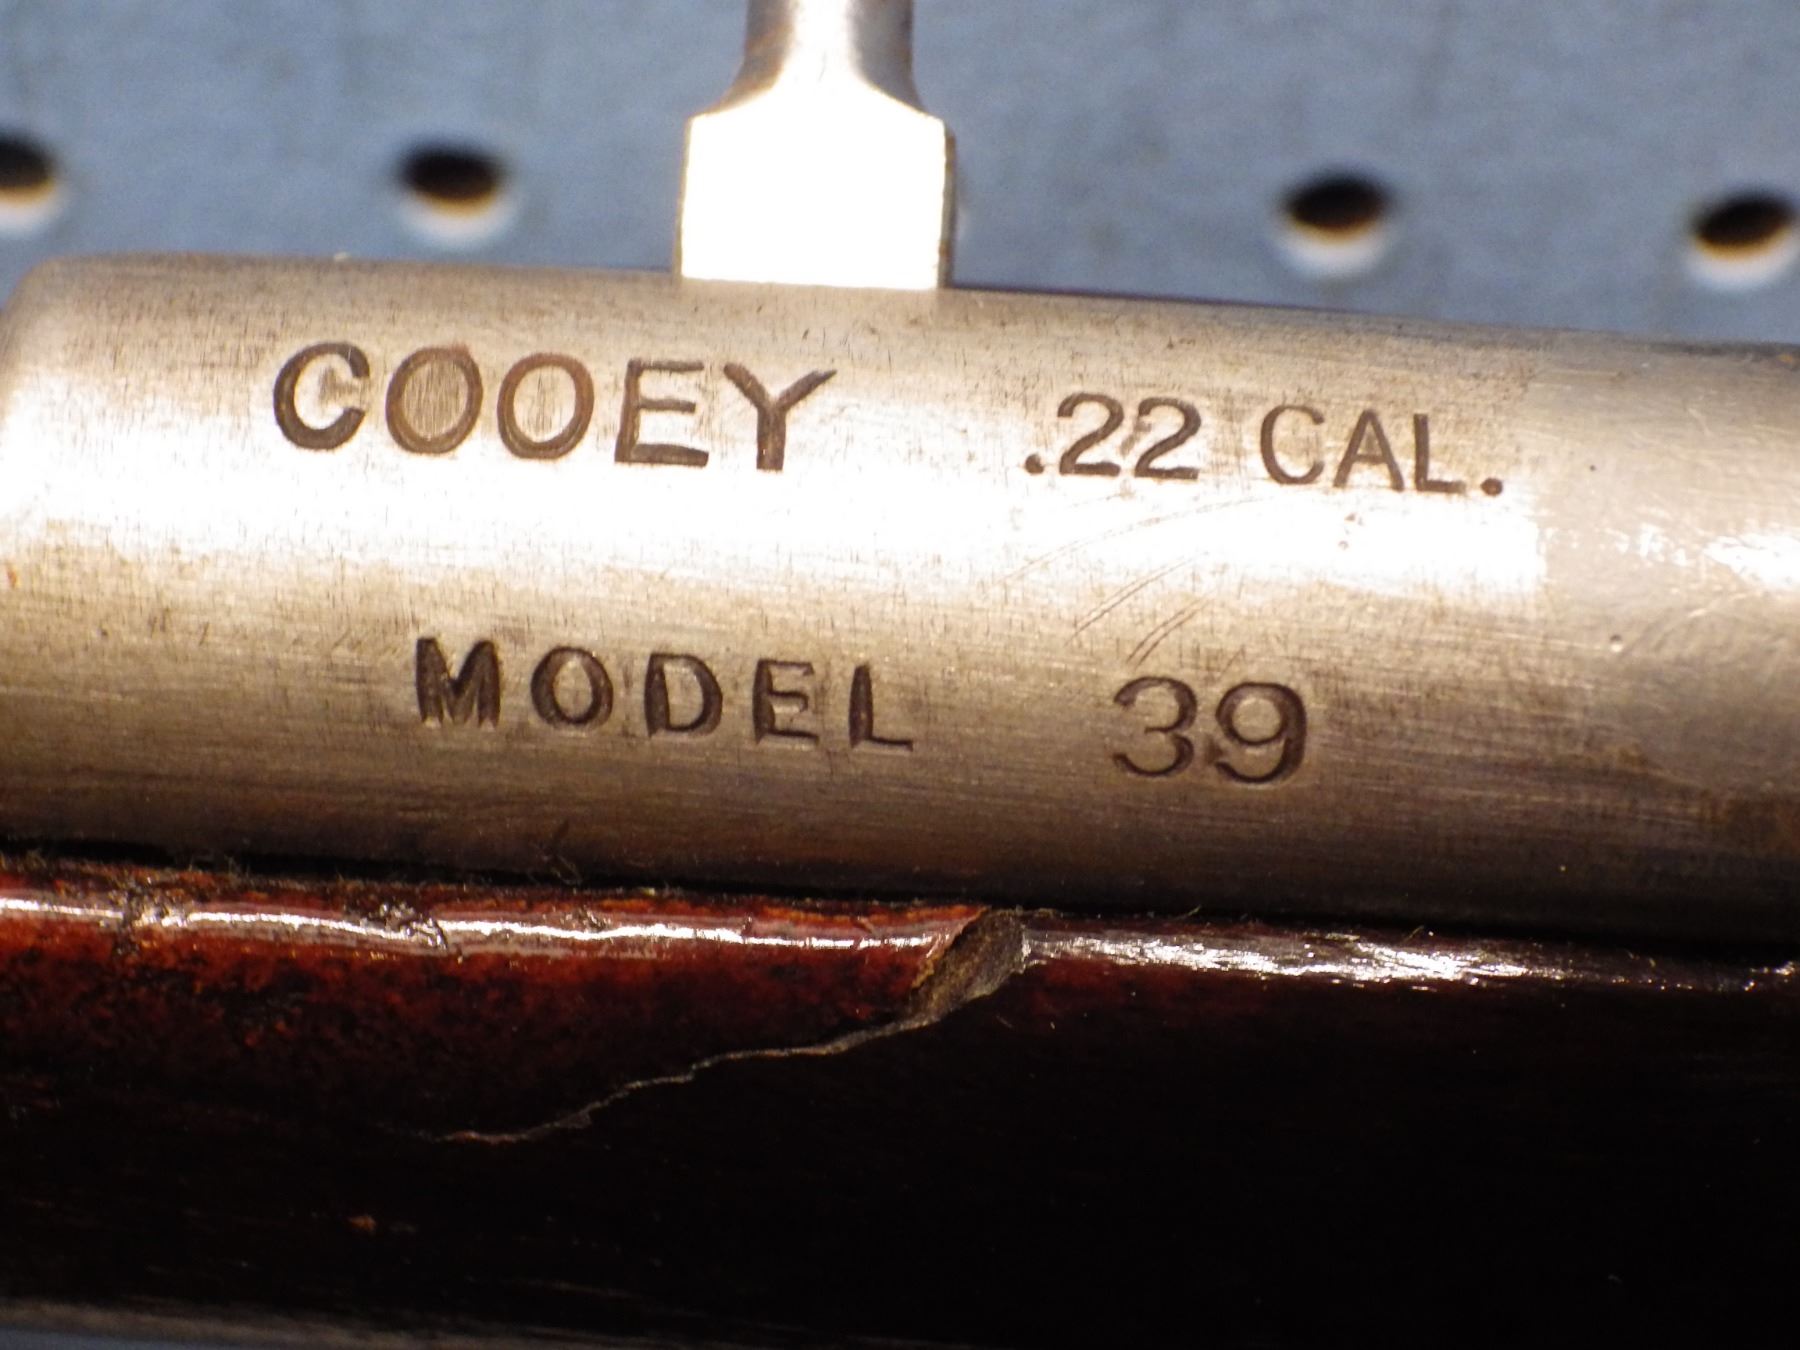 COOEY .22 CAL.
MODEL 39